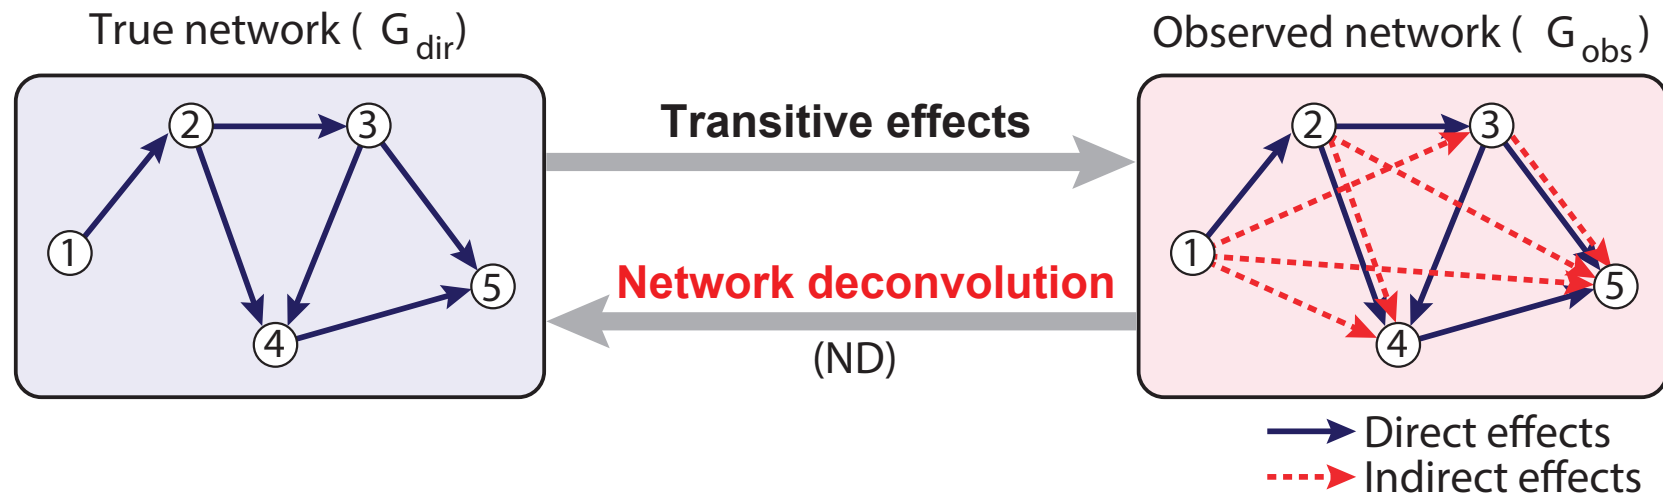 True network ( G dir)
Observed network ( G obs)
Transitive effects
Network deconvolution
(ND)
1
2
3
4
5
1
2
3
4
5
Direct effects
Indirect effects